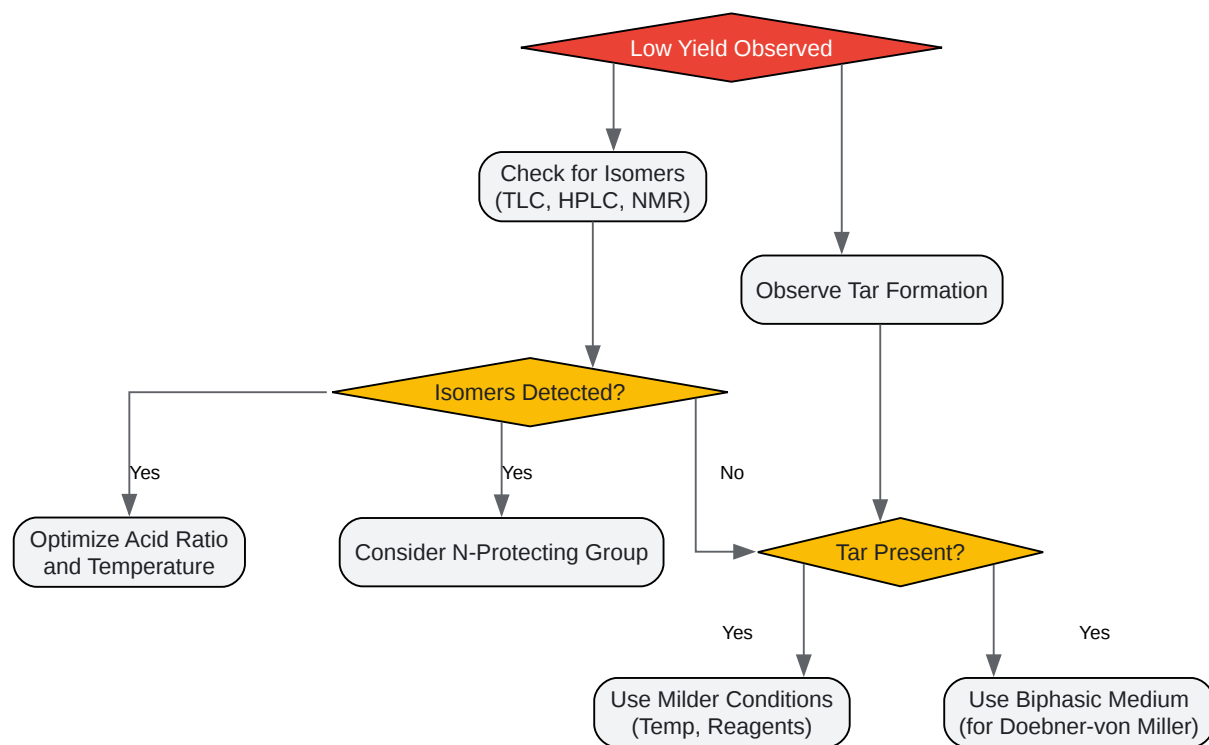 Low Yield Observed
Check for Isomers
(TLC, HPLC, NMR)
Observe Tar Formation
Isomers Detected?
Yes
Yes
No
Optimize Acid Ratio
and Temperature
Consider N-Protecting Group
Tar Present?
Yes
Yes
Use Milder Conditions
(Temp, Reagents)
Use Biphasic Medium
(for Doebner-von Miller)